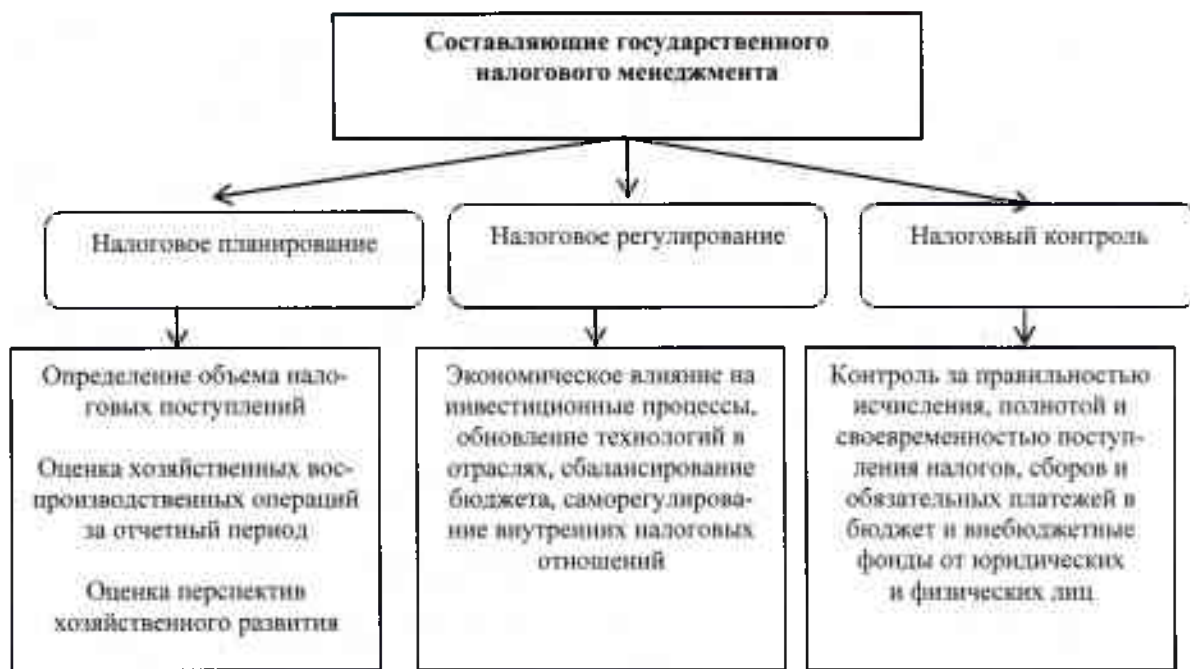 Составляющие государственного
налогового менеджмента
Налоговое планирование
Налоговое регулирование
Налоговый контроль
Определение объема нало-
говых поступлений
Оценка хозяйственных вос-
производственных операций
за отчетный период
Оценка перспектив
хозяйственного развития
Экономическое влияние на
инвестиционные процессы,
обновление технологий в
отраслях, сбалансирование
бюджета, саморегулирова-
ние внутренних налоговых
отношений
Контроль за правильностью
исчисления, полнотой и
своевременностью поступ-
ления налогов, сборов и
обязательных платежей в
бюджет и внебюджетные
фонды от юридических
и физических лиц